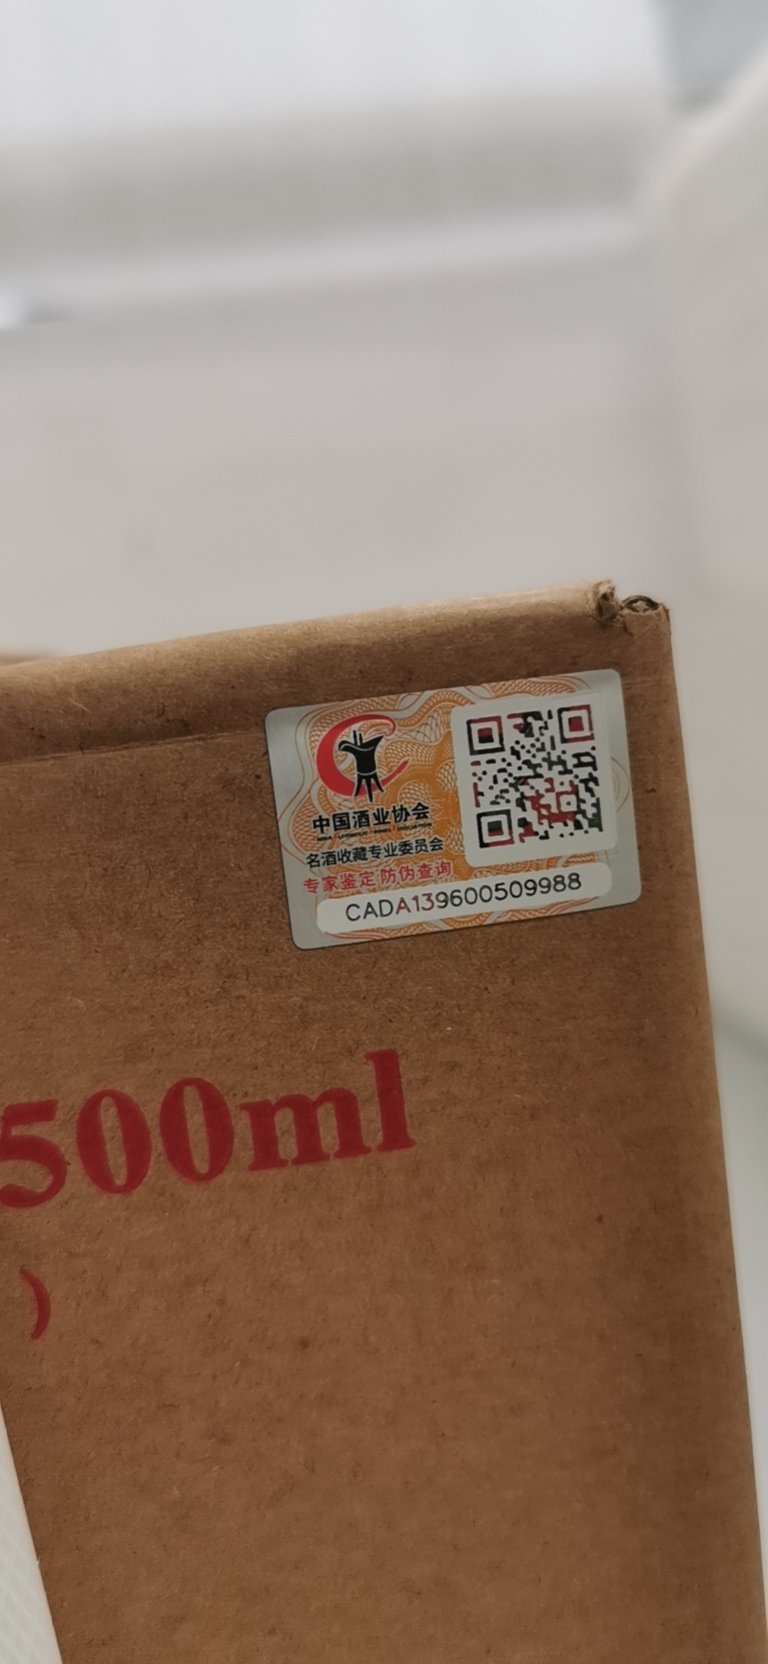 中国酒业协会
名酒收藏专业委员会
专家鉴定 防伪查询
CADA139600509988
500ml
)